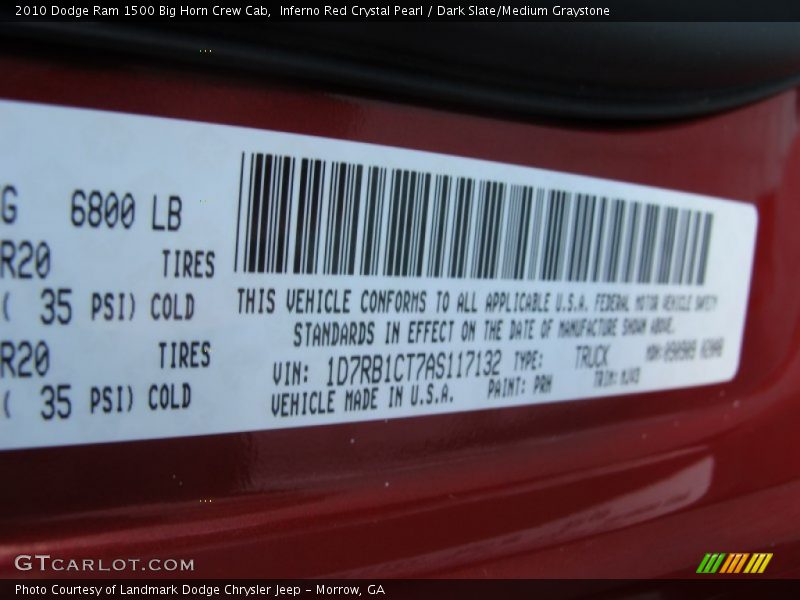 2010 Dodge Ram 1500 Big Horn Crew Cab, Inferno Red Crystal Pearl / Dark Slate/Medium Graystone
G 6800 LB
R20 TIRES
( 35 PSI) COLD
R20 TIRES
( 35 PSI) COLD
THIS VEHICLE CONFORMS TO ALL APPLICABLE U.S.A. FEDERAL MOTOR VEHICLE SAFETY
STANDARDS IN EFFECT ON THE DATE OF MANUFACTURE SHOWN ABOVE.
VIN: 1D7RB1CT7AS117132 TYPE: TRUCK
VEHICLE MADE IN U.S.A. PAINT: PRH TRIM:
GTCARLOT.COM
Photo Courtesy of Landmark Dodge Chrysler Jeep - Morrow, GA